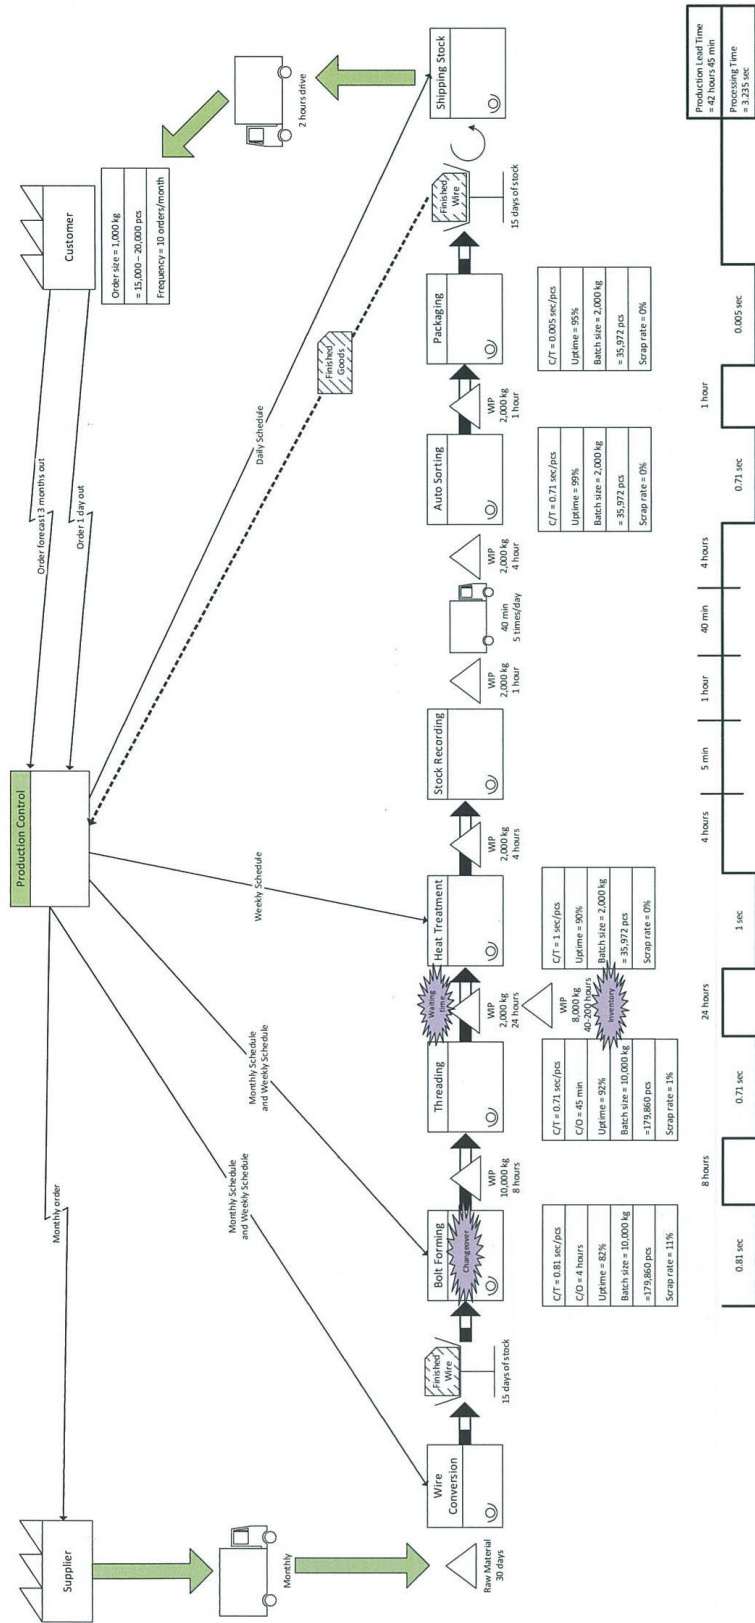 Production Control
Supplier
Customer
Monthly order
Order forecast 3 months out
Order 1 day out
Order size = 1,000 kg
= 15,000 – 20,000 pcs
Frequency = 10 orders/month
Monthly
Monthly Schedule
and Weekly Schedule
Monthly Schedule
and Weekly Schedule
Weekly Schedule
Daily Schedule
Finished
Goods
2 hours drive
Raw Material
30 days
Wire
Conversion
Finished
Wire
15 days of stock
Bolt Forming
Changeover
WIP
10,000 kg
8 hours
Threading
Waiting
time
WIP
2,000 kg
24 hours
WIP
8,000 kg
40-200 hours
Inventory
Heat Treatment
WIP
2,000 kg
4 hours
Stock Recording
WIP
2,000 kg
1 hour
40 min
5 times/day
WIP
2,000 kg
4 hour
Auto Sorting
WIP
2,000 kg
1 hour
Packaging
Finished
Wire
15 days of stock
Shipping Stock
C/T = 0.81 sec/pcs
C/O = 4 hours
Uptime = 82%
Batch size = 10,000 kg
=179,860 pcs
Scrap rate = 11%
C/T = 0.71 sec/pcs
C/O = 45 min
Uptime = 92%
Batch size = 10,000 kg
=179,860 pcs
Scrap rate = 1%
C/T = 1 sec/pcs
Uptime = 90%
Batch size = 2,000 kg
= 35,972 pcs
Scrap rate = 0%
C/T = 0.71 sec/pcs
Uptime = 99%
Batch size = 2,000 kg
= 35,972 pcs
Scrap rate = 0%
C/T = 0.005 sec/pcs
Uptime = 95%
Batch size = 2,000 kg
= 35,972 pcs
Scrap rate = 0%
0.81 sec
8 hours
0.71 sec
24 hours
1 sec
4 hours
5 min
1 hour
40 min
4 hours
0.71 sec
1 hour
0.005 sec
Production Lead Time
= 42 hours 45 min
Processing Time
= 3.235 sec